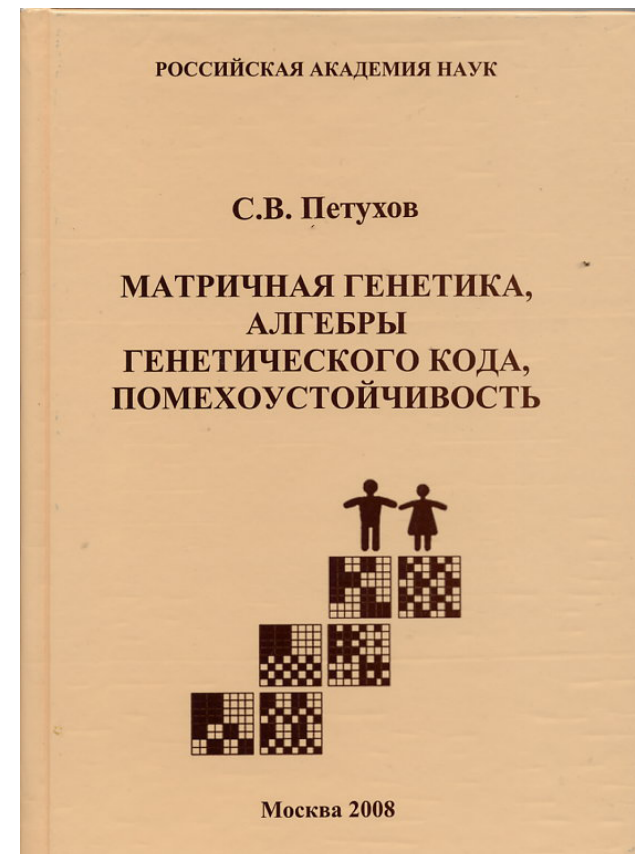 РОССИЙСКАЯ АКАДЕМИЯ НАУК
С.В. Петухов
МАТРИЧНАЯ ГЕНЕТИКА,
АЛГЕБРЫ
ГЕНЕТИЧЕСКОГО КОДА,
ПОМЕХОУСТОЙЧИВОСТЬ
Москва 2008